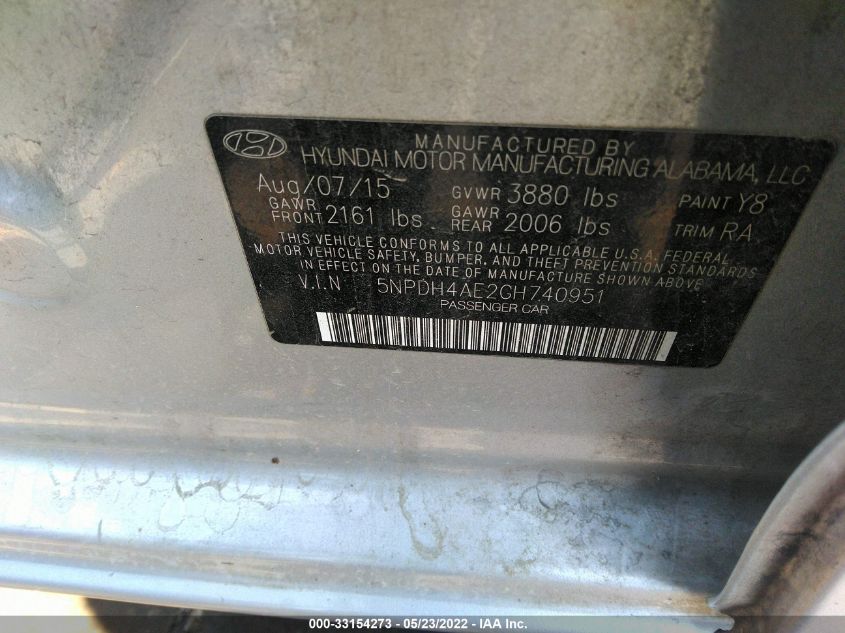 MANUFACTURED BY
HYUNDAI MOTOR MANUFACTURING ALABAMA, LLC
Aug/07/15 GVWR 3880 lbs PAINT Y8
GAWR FRONT 2161 lbs GAWR REAR 2006 lbs TRIM RA
THIS VEHICLE CONFORMS TO ALL APPLICABLE U.S.A. FEDERAL
MOTOR VEHICLE SAFETY, BUMPER, AND THEFT PREVENTION STANDARDS
IN EFFECT ON THE DATE OF MANUFACTURE SHOWN ABOVE
V.I.N 5NPDH4AE2GH740951
PASSENGER CAR
000-33154273 - 05/23/2022 - IAA Inc.